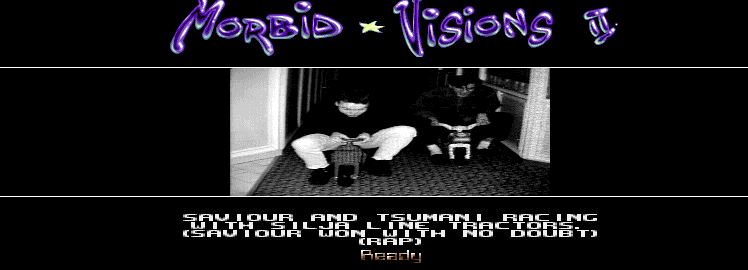 MORBID ★ VISIONS II
SAVIOUR AND TSUMANI RACING
WITH SILJA LINE TRACTORS.
(SAVIOUR WON WITH NO DOUBT)
(RAP)
Ready